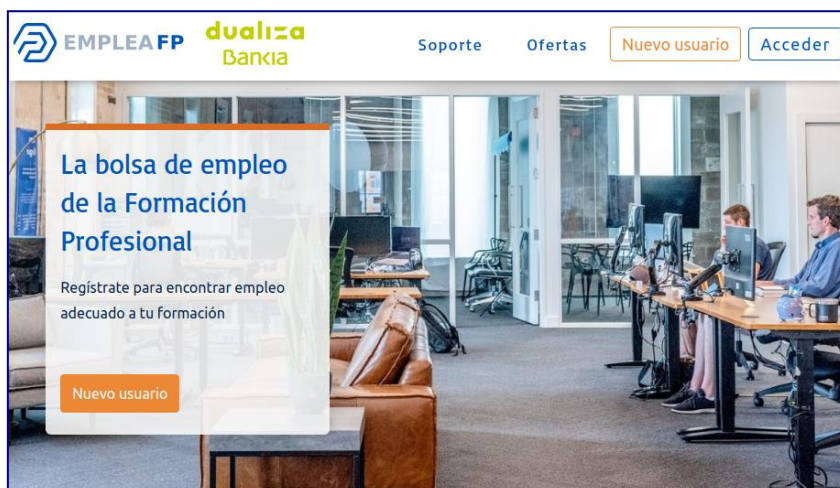 EMPLEAFP
dualiza
Bankia
Soporte
Ofertas
Nuevo usuario
Acceder
La bolsa de empleo
de la Formación
Profesional
Regístrate para encontrar empleo
adecuado a tu formación
Nuevo usuario